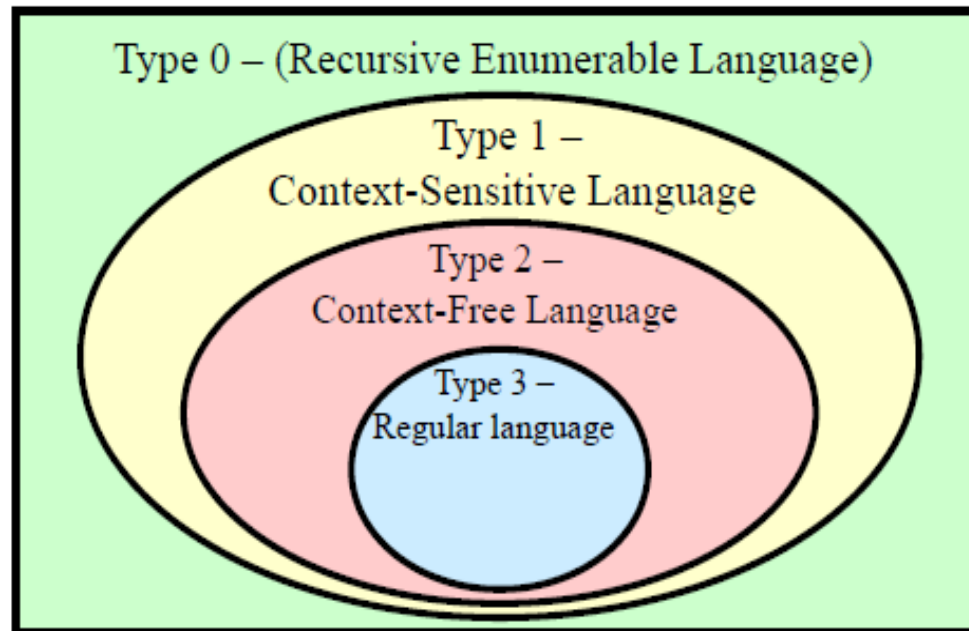 Type 0 – (Recursive Enumerable Language)
Type 1 –
Context-Sensitive Language
Type 2 –
Context-Free Language
Type 3 –
Regular language